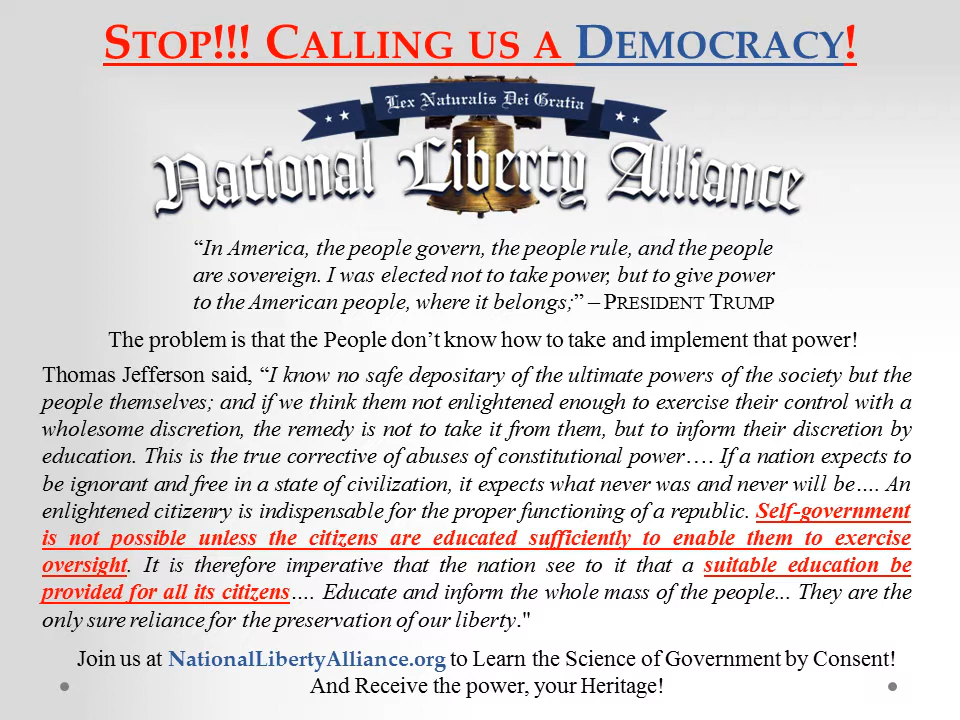 STOP!!! CALLING US A DEMOCRACY!
Lex Naturalis Dei Gratia
National Liberty Alliance
“In America, the people govern, the people rule, and the people
are sovereign. I was elected not to take power, but to give power
to the American people, where it belongs;” – PRESIDENT TRUMP
The problem is that the People don’t know how to take and implement that power!
Thomas Jefferson said, “I know no safe depositary of the ultimate powers of the society but the
people themselves; and if we think them not enlightened enough to exercise their control with a
wholesome discretion, the remedy is not to take it from them, but to inform their discretion by
education. This is the true corrective of abuses of constitutional power…. If a nation expects to
be ignorant and free in a state of civilization, it expects what never was and never will be…. An
enlightened citizenry is indispensable for the proper functioning of a republic. Self-government
is not possible unless the citizens are educated sufficiently to enable them to exercise
oversight. It is therefore imperative that the nation see to it that a suitable education be
provided for all its citizens…. Educate and inform the whole mass of the people... They are the
only sure reliance for the preservation of our liberty."
Join us at NationalLibertyAlliance.org to Learn the Science of Government by Consent!
And Receive the power, your Heritage!